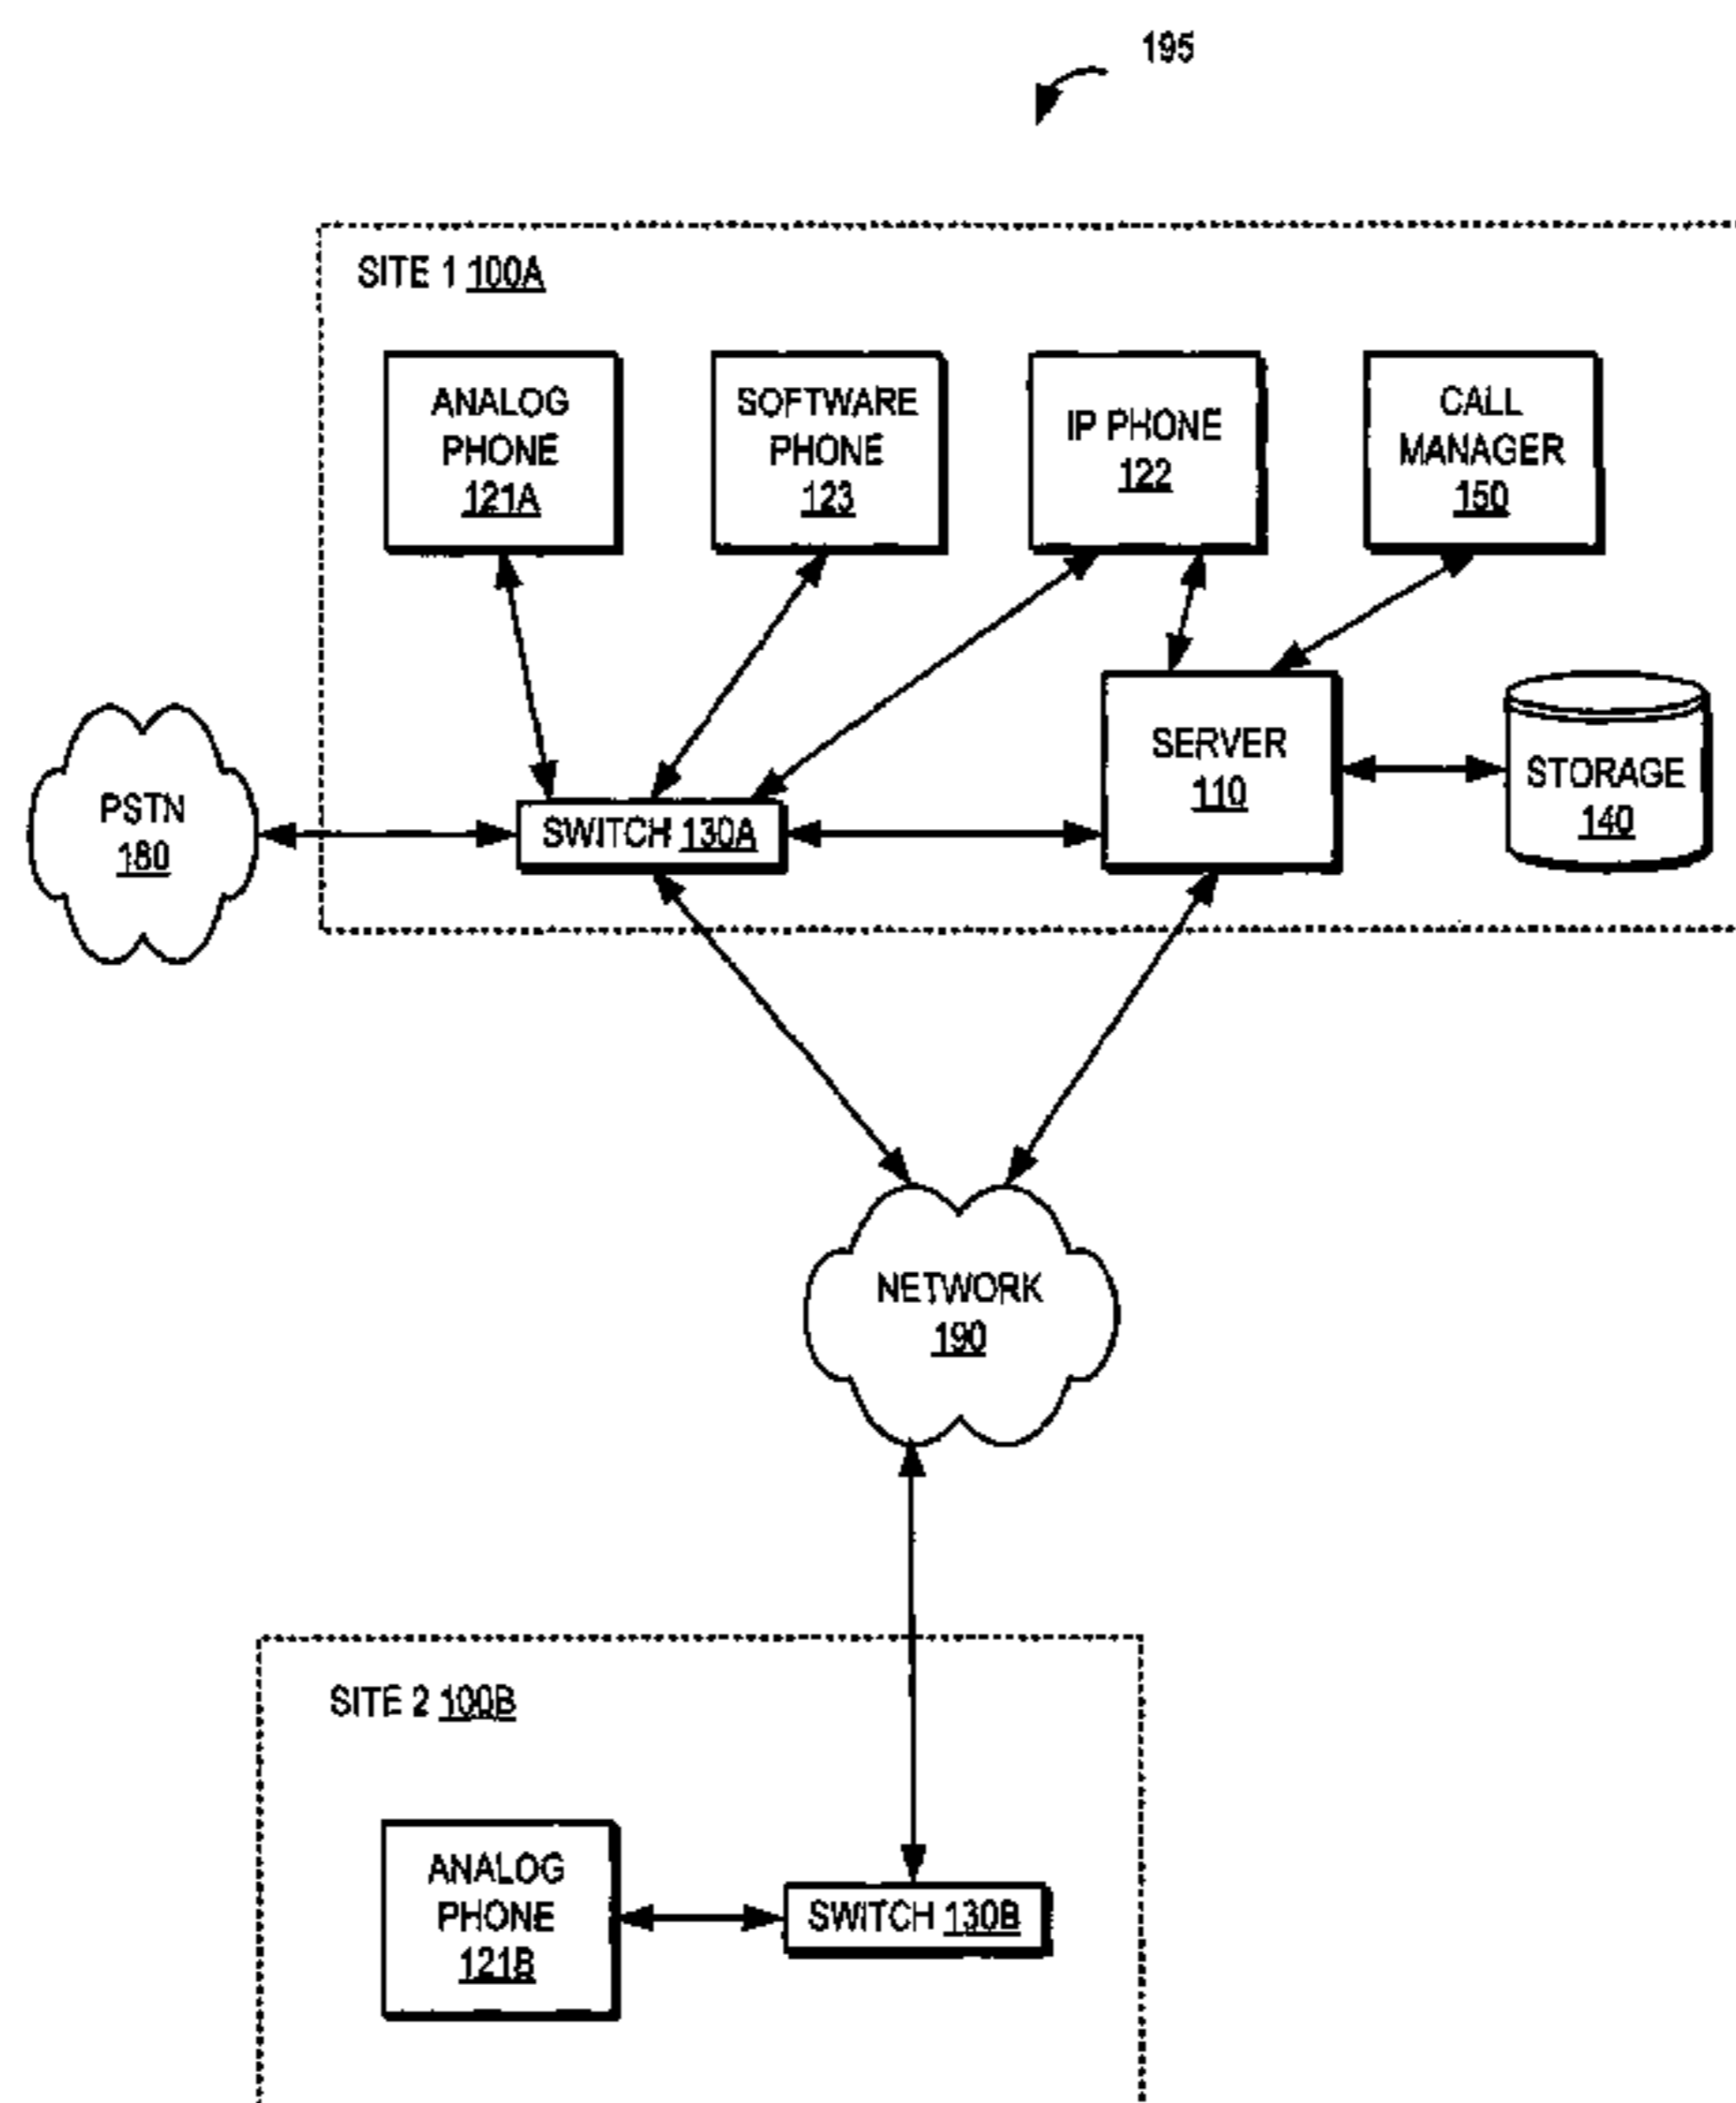 195
SITE 1 100A
ANALOG
PHONE
121A
SOFTWARE
PHONE
123
IP PHONE
122
CALL
MANAGER
150
SERVER
110
STORAGE
140
PSTN
180
SWITCH 130A
NETWORK
190
SITE 2 100B
ANALOG
PHONE
121B
SWITCH 130B